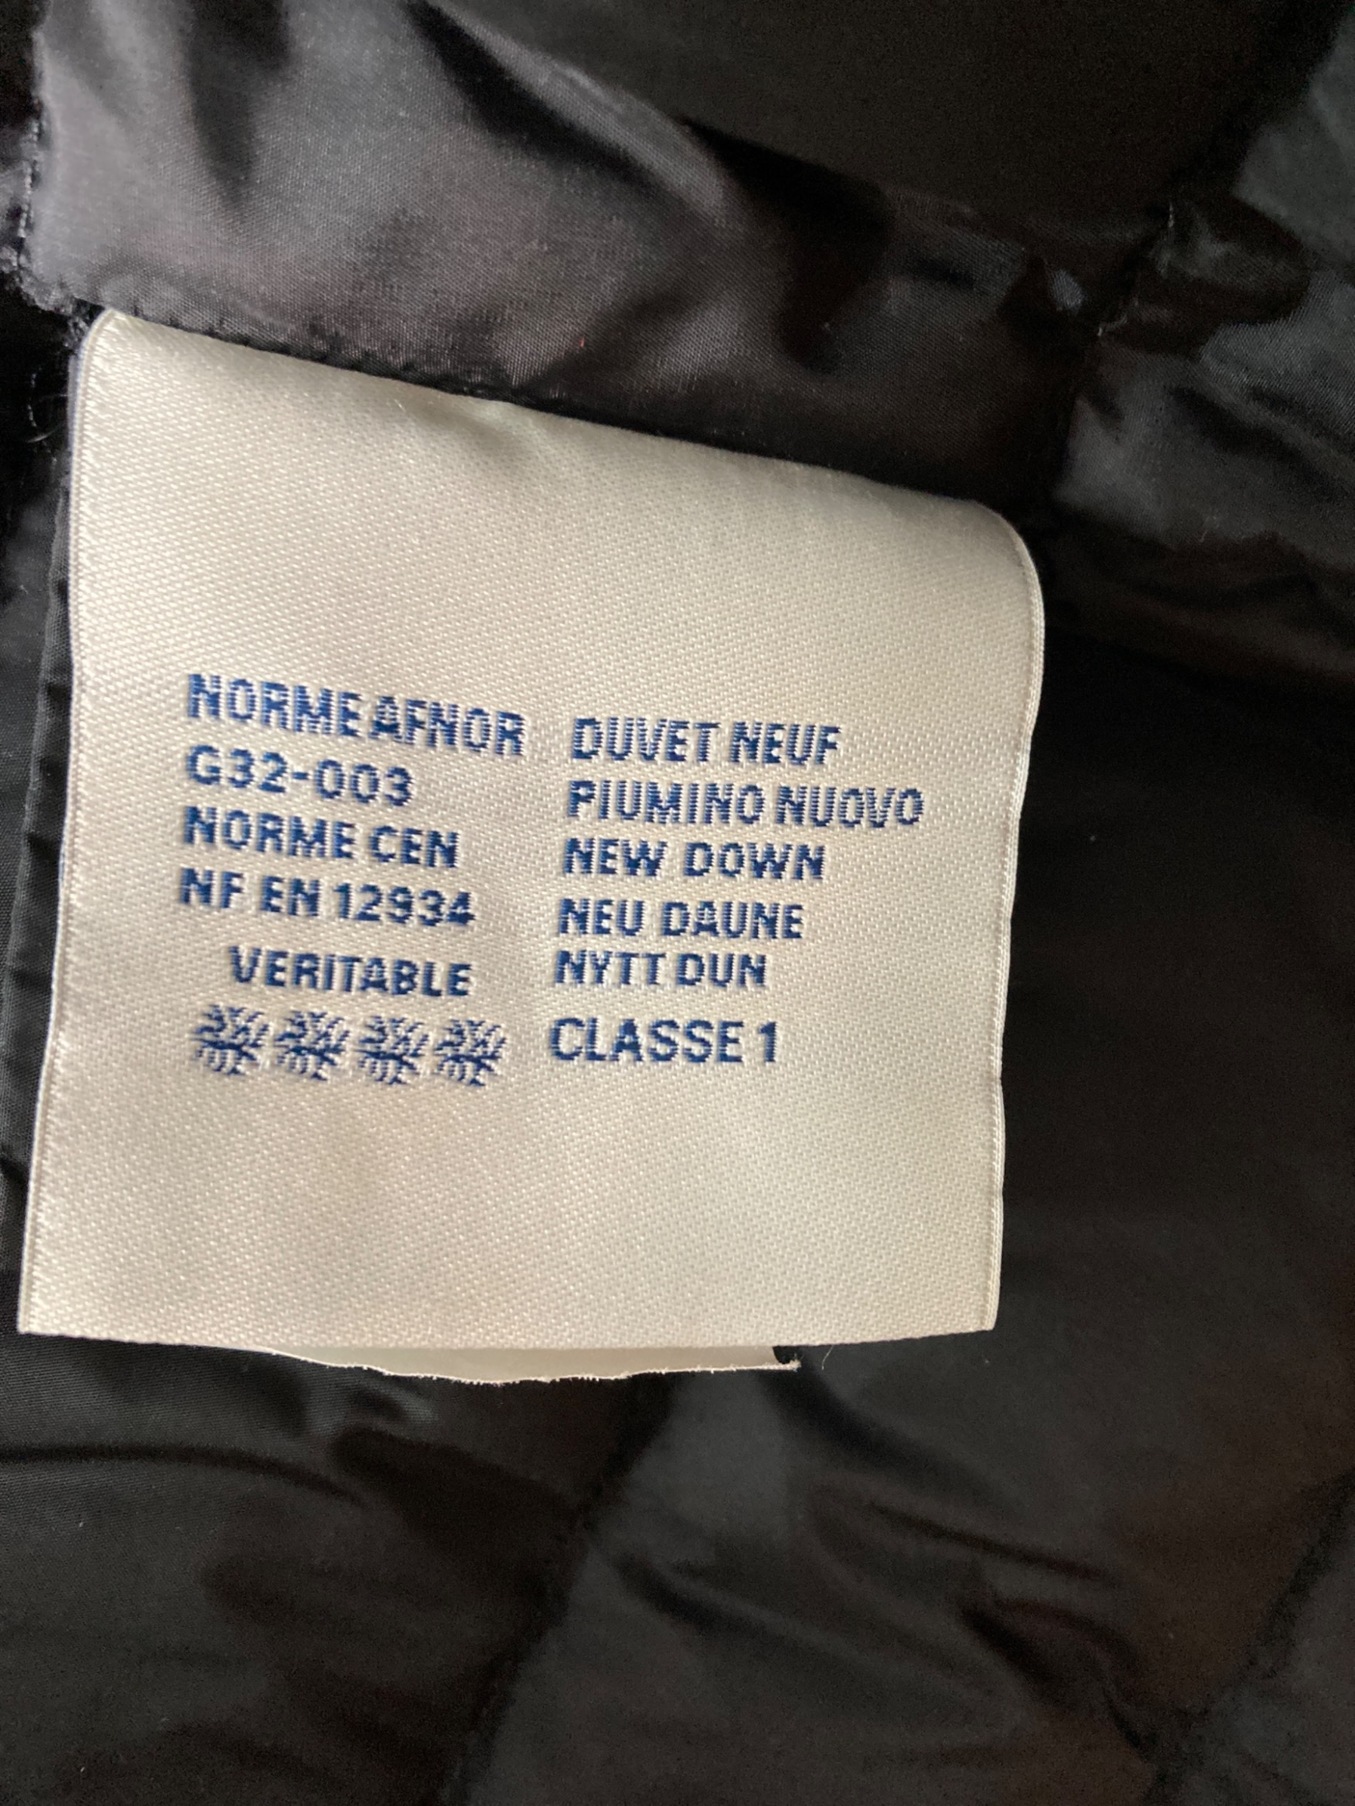 NORME AFNOR
G32-003
NORME CEN
NF EN 12934
VERITABLE
DUVET NEUF
PIUMINO NUOVO
NEW DOWN
NEU DAUNE
NYTT DUN
CLASSE 1